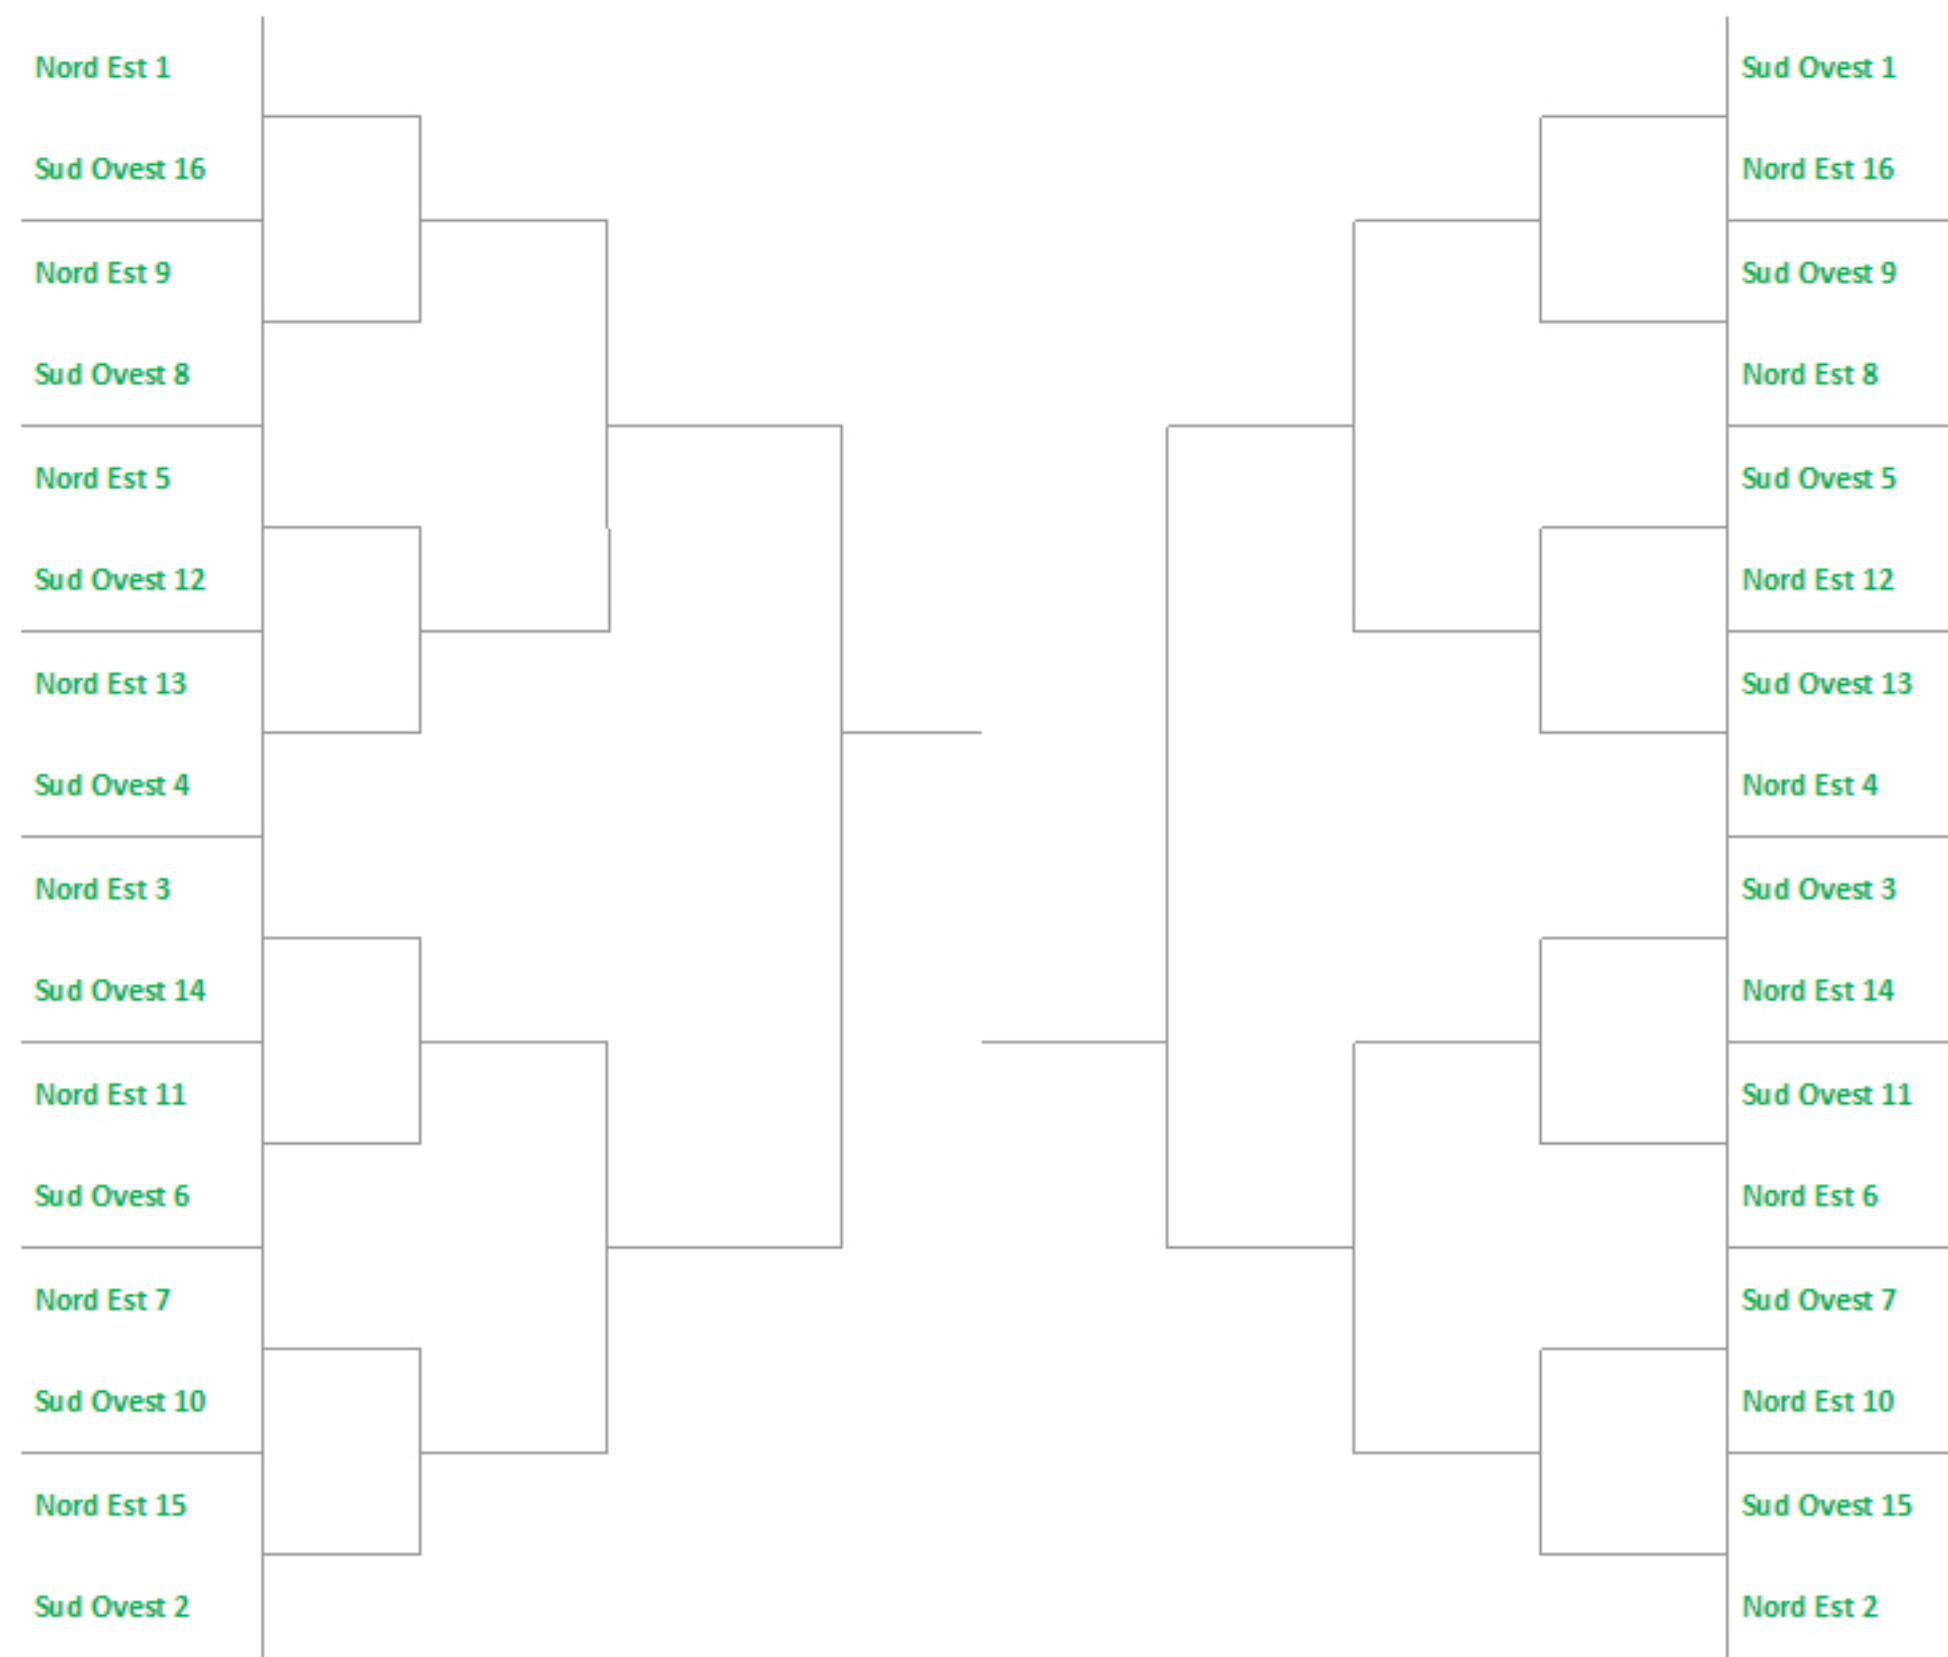 Nord Est 1
Sud Ovest 16
Nord Est 9
Sud Ovest 8
Nord Est 5
Sud Ovest 12
Nord Est 13
Sud Ovest 4
Nord Est 3
Sud Ovest 14
Nord Est 11
Sud Ovest 6
Nord Est 7
Sud Ovest 10
Nord Est 15
Sud Ovest 2
Sud Ovest 1
Nord Est 16
Sud Ovest 9
Nord Est 8
Sud Ovest 5
Nord Est 12
Sud Ovest 13
Nord Est 4
Sud Ovest 3
Nord Est 14
Sud Ovest 11
Nord Est 6
Sud Ovest 7
Nord Est 10
Sud Ovest 15
Nord Est 2